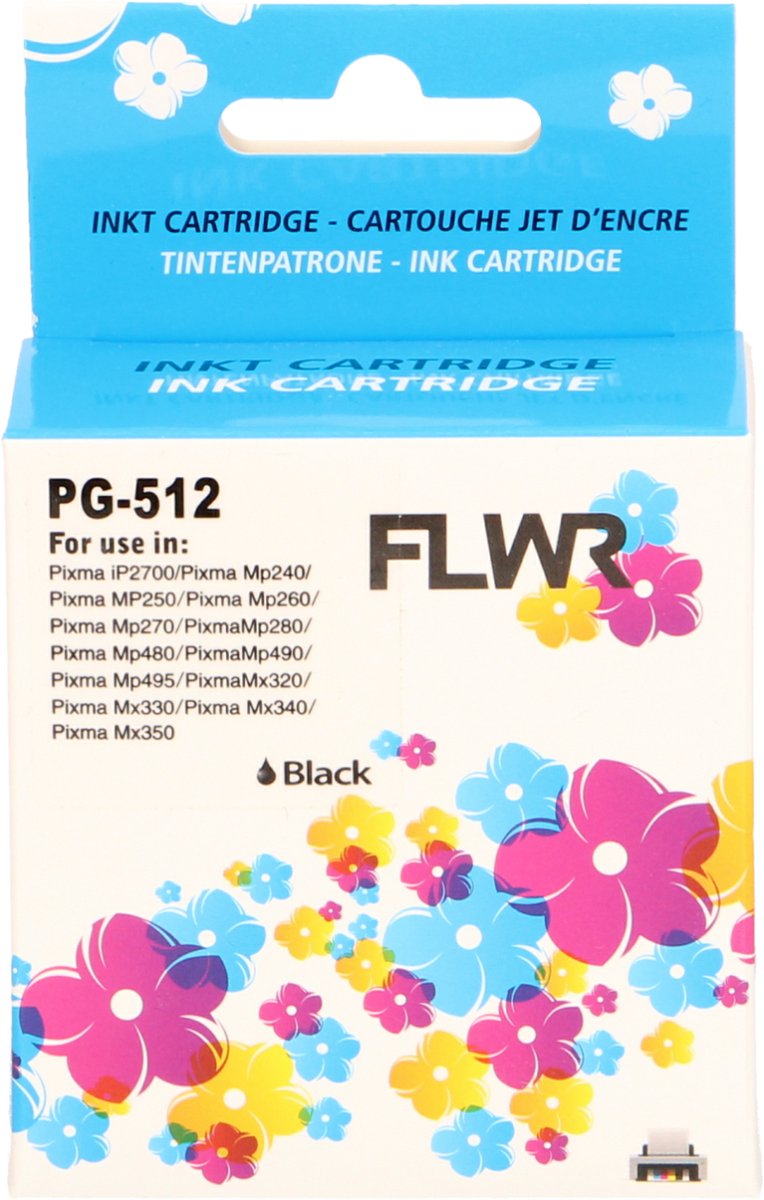 INKT CARTRIDGE - CARTOUCHE JET D'ENCRE
TINTENPATRONE - INK CARTRIDGE
INKT CARTRIDGE
INK CARTRIDGE
PG-512
FLWR
For use in:
Pixma iP2700/Pixma Mp240/
Pixma MP250/Pixma Mp260/
Pixma Mp270/PixmaMp280/
Pixma Mp480/PixmaMp490/
Pixma Mp495/PixmaMx320/
Pixma Mx330/Pixma Mx340/
Pixma Mx350
Black